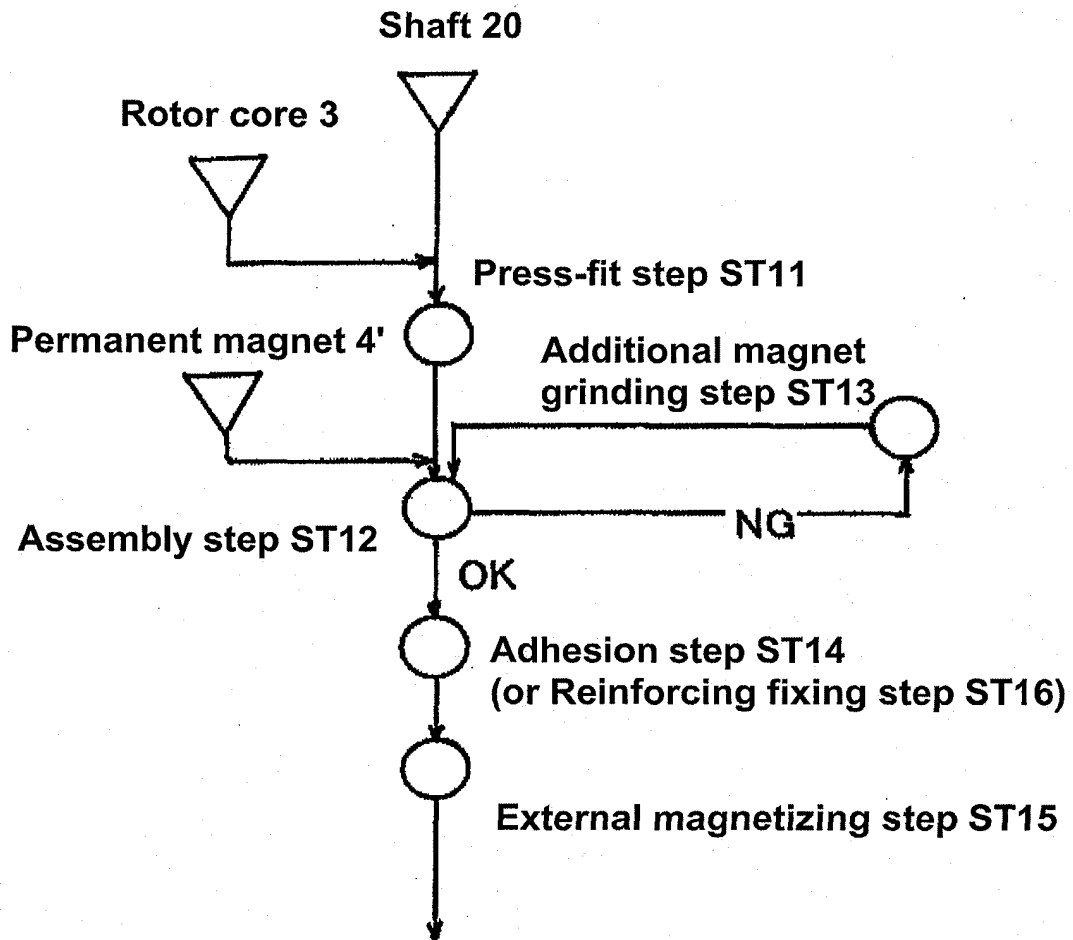 Shaft 20
Rotor core 3
Press-fit step ST11
Permanent magnet 4'
Additional magnet
grinding step ST13
NG
Assembly step ST12
OK
Adhesion step ST14
(or Reinforcing fixing step ST16)
External magnetizing step ST15